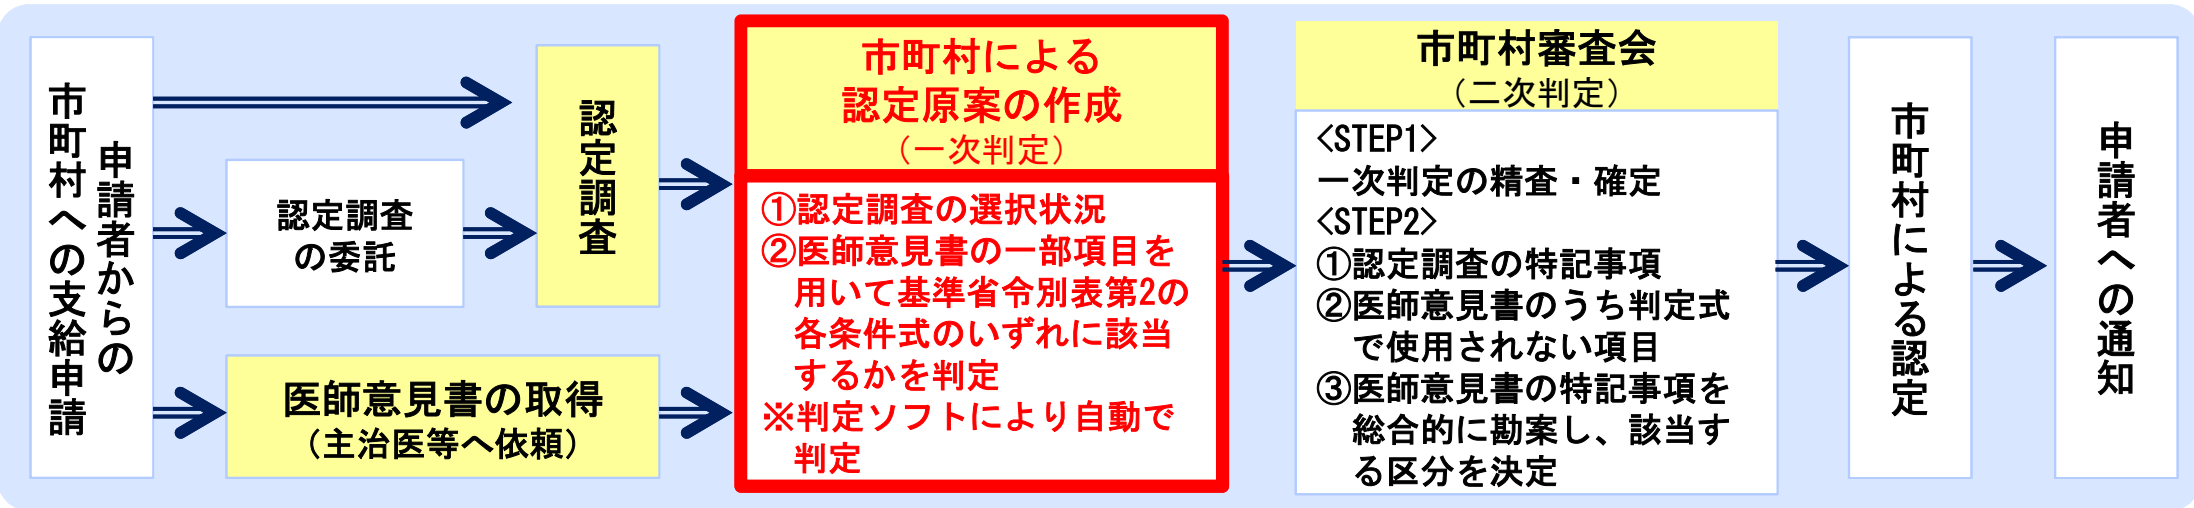 申請者からの
市町村への支給申請
認定調査
の委託
医師意見書の取得
（主治医等へ依頼）
認定調査
市町村による
認定原案の作成
（一次判定）
①認定調査の選択状況
②医師意見書の一部項目を
用いて基準省令別表第2の
各条件式のいずれに該当
するかを判定
※判定ソフトにより自動で
判定
市町村審査会
（二次判定）
<STEP1>
一次判定の精査・確定
<STEP2>
①認定調査の特記事項
②医師意見書のうち判定式
で使用されない項目
③医師意見書の特記事項を
総合的に勘案し、該当す
る区分を決定
市町村による認定
申請者への通知